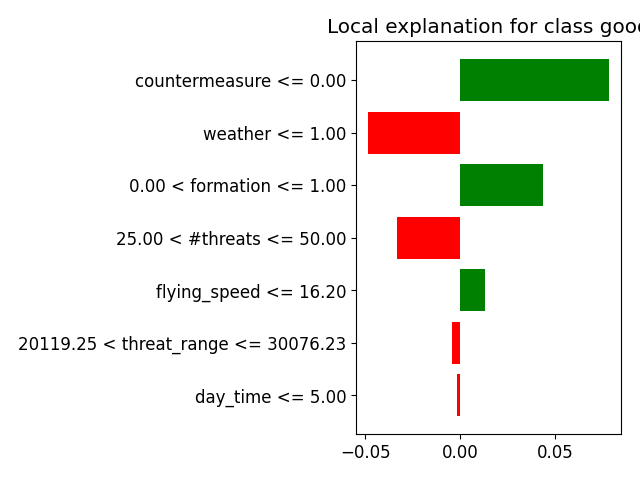 Local explanation for class good
countermeasure <= 0.00
weather <= 1.00
0.00 < formation <= 1.00
25.00 < #threats <= 50.00
flying_speed <= 16.20
20119.25 < threat_range <= 30076.23
day_time <= 5.00
−0.05 0.00 0.05